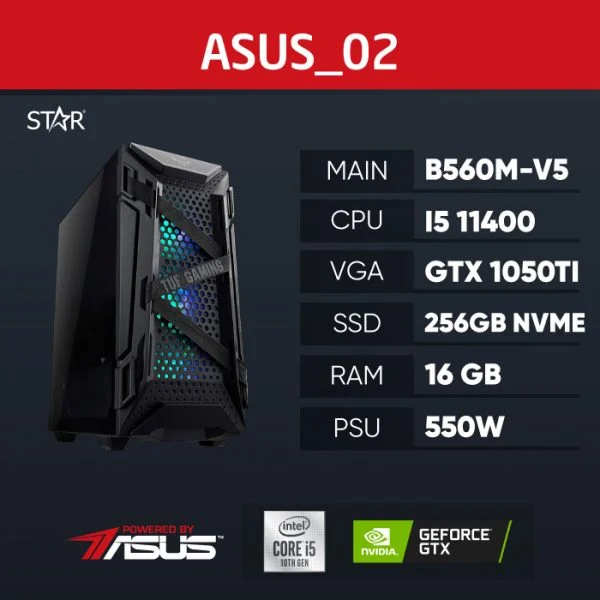 ASUS_02
STAR
MAIN B560M-V5
CPU I5 11400
VGA GTX 1050TI
SSD 256GB NVME
RAM 16 GB
PSU 550W
TUF GAMING
POWERED BY
ASUS
intel
CORE i5
10TH GEN
NVIDIA.
GEFORCE
GTX